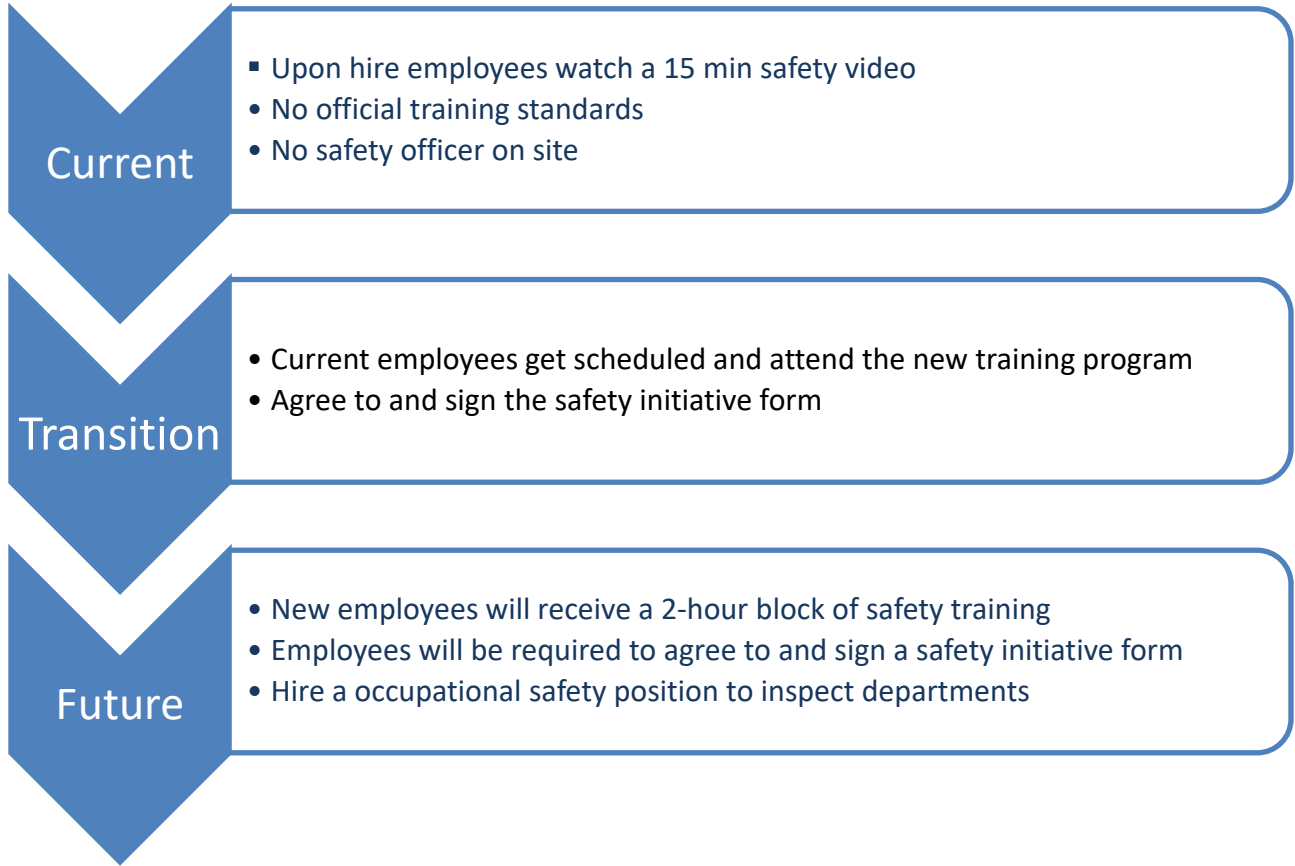 Current
▪ Upon hire employees watch a 15 min safety video
• No official training standards
• No safety officer on site
Transition
• Current employees get scheduled and attend the new training program
• Agree to and sign the safety initiative form
Future
• New employees will receive a 2-hour block of safety training
• Employees will be required to agree to and sign a safety initiative form
• Hire a occupational safety position to inspect departments